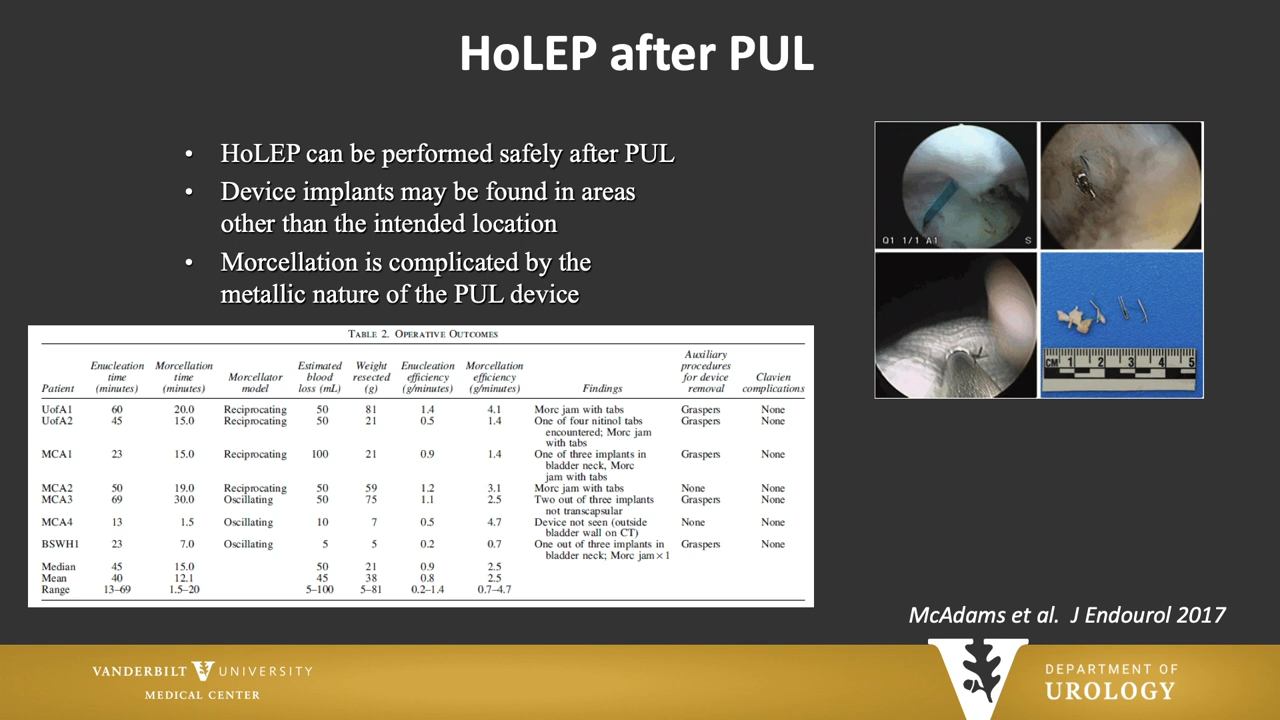 HoLEP after PUL
• HoLEP can be performed safely after PUL
• Device implants may be found in areas
other than the intended location
• Morcellation is complicated by the
metallic nature of the PUL device
Q1 1/1 A1 S
CM 1 2 3 4 5
TABLE 2. OPERATIVE OUTCOMES
Patient Enucleation time (minutes) Morcellation time (minutes) Morcellator model Estimated blood loss (mL) Weight resected (g) Enucleation efficiency (g/minutes) Morcellation efficiency (g/minutes) Findings Auxiliary procedures for device removal Clavien complications
UofA1 60 20.0 Reciprocating 50 81 1.4 4.1 Morc jam with tabs Graspers None
UofA2 45 15.0 Reciprocating 50 21 0.5 1.4 One of four nitinol tabs Graspers None
encountered; Morc jam
with tabs
MCA1 23 15.0 Reciprocating 100 21 0.9 1.4 One of three implants in Graspers None
bladder neck, Morc
jam with tabs
MCA2 50 19.0 Reciprocating 50 59 1.2 3.1 Morc jam with tabs None None
MCA3 69 30.0 Oscillating 50 75 1.1 2.5 Two out of three implants Graspers None
not transcapsular
MCA4 13 1.5 Oscillating 10 7 0.5 4.7 Device not seen (outside None None
bladder wall on CT)
BSWH1 23 7.0 Oscillating 5 5 0.2 0.7 One out of three implants in Graspers None
bladder neck; Morc jam×1
Median 45 15.0 50 21 0.9 2.5
Mean 40 12.1 45 38 0.8 2.5
Range 13–69 1.5–20 5–100 5–81 0.2–1.4 0.7–4.7
McAdams et al. J Endourol 2017
VANDERBILT V UNIVERSITY
MEDICAL CENTER
V
DEPARTMENT OF
UROLOGY